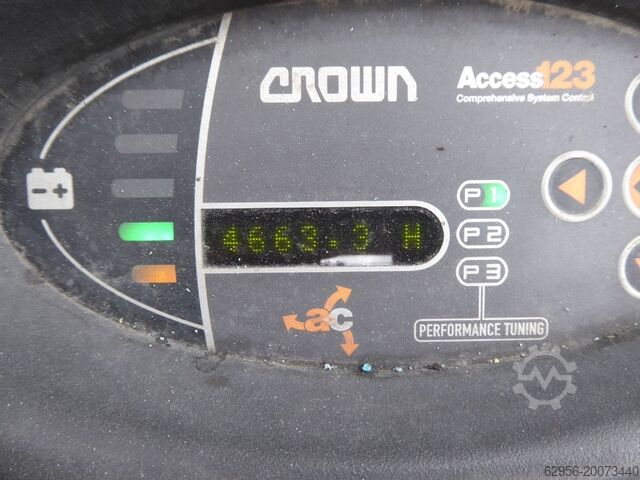 CROWN
Access123
Comprehensive System Control
P1
4663.3 H
P2
P3
ac
PERFORMANCE TUNING
62956-20073440